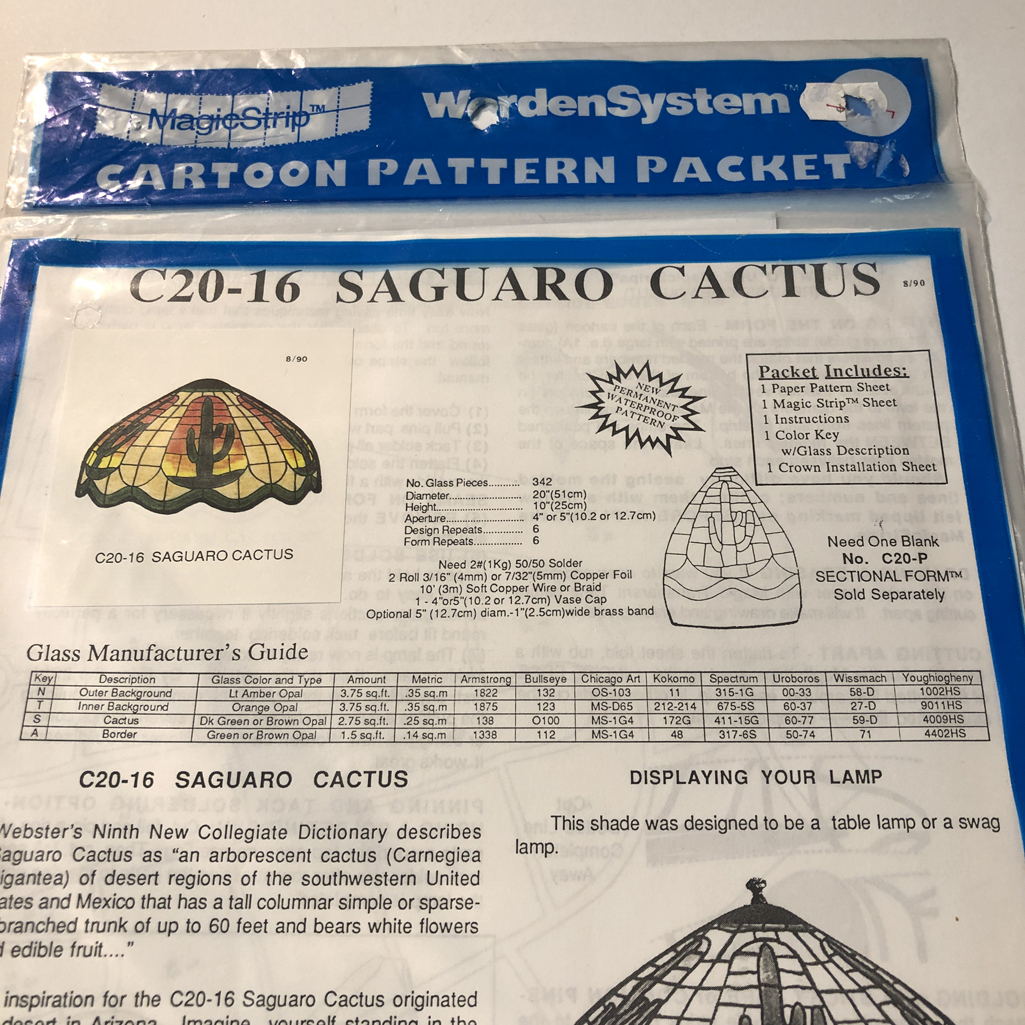 MagicStrip™
WordenSystem™
CARTOON PATTERN PACKET
C20-16 SAGUARO CACTUS 8/90
8/90
C20-16 SAGUARO CACTUS
NEW
PERMANENT
WATERPROOF
PATTERN
Packet Includes:
1 Paper Pattern Sheet
1 Magic Strip™ Sheet
1 Instructions
1 Color Key
w/Glass Description
1 Crown Installation Sheet
No. Glass Pieces.......... 342
Diameter........................ 20"(51cm)
Height............................ 10"(25cm)
Aperture........................ 4" or 5"(10.2 or 12.7cm)
Design Repeats............ 6
Form Repeats.............. 6
Need 2#(1Kg) 50/50 Solder
2 Roll 3/16" (4mm) or 7/32"(5mm) Copper Foil
10' (3m) Soft Copper Wire or Braid
1 - 4"or5"(10.2 or 12.7cm) Vase Cap
Optional 5" (12.7cm) diam.-1"(2.5cm)wide brass band
Need One Blank
No. C20-P
SECTIONAL FORM™
Sold Separately
Glass Manufacturer's Guide
Key Description Glass Color and Type Amount Metric Armstrong Bullseye Chicago Art Kokomo Spectrum Uroboros Wissmach Youghiogheny
N Outer Background Lt Amber Opal 3.75 sq.ft. .35 sq.m 1822 132 OS-103 11 315-1G 00-33 58-D 1002HS
T Inner Background Orange Opal 3.75 sq.ft. .35 sq.m 1875 123 MS-D65 212-214 675-5S 60-37 27-D 9011HS
S Cactus Dk Green or Brown Opal 2.75 sq.ft. .25 sq.m 138 O100 MS-1G4 172G 411-15G 60-77 59-D 4009HS
A Border Green or Brown Opal 1.5 sq.ft. .14 sq.m 1338 112 MS-1G4 48 317-6S 50-74 71 4402HS
C20-16 SAGUARO CACTUS
Webster's Ninth New Collegiate Dictionary describes
aguaro Cactus as "an arborescent cactus (Carnegiea
igantea) of desert regions of the southwestern United
ates and Mexico that has a tall columnar simple or sparse-
branched trunk of up to 60 feet and bears white flowers
d edible fruit...."
inspiration for the C20-16 Saguaro Cactus originated
desert in Arizona. Imagine yourself standing in the
DISPLAYING YOUR LAMP
This shade was designed to be a table lamp or a swag
lamp.